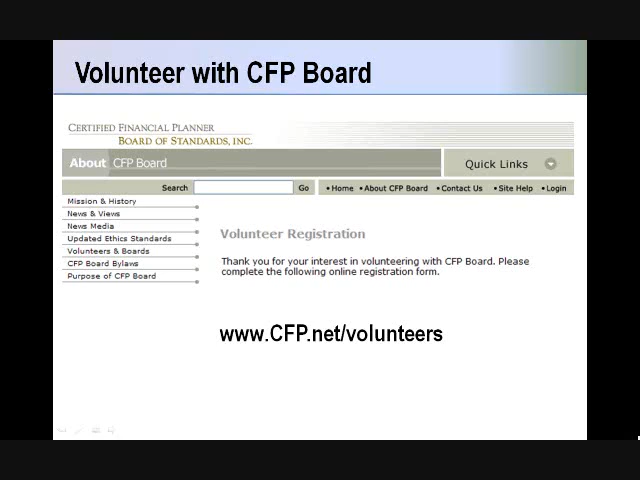 Volunteer with CFP Board
CERTIFIED FINANCIAL PLANNER
BOARD OF STANDARDS, INC.
About CFP Board
Quick Links
Search Go • Home • About CFP Board • Contact Us • Site Help • Login
Mission & History
News & Views
News Media
Updated Ethics Standards
Volunteers & Boards
CFP Board Bylaws
Purpose of CFP Board
Volunteer Registration
Thank you for your interest in volunteering with CFP Board. Please
complete the following online registration form.
www.CFP.net/volunteers